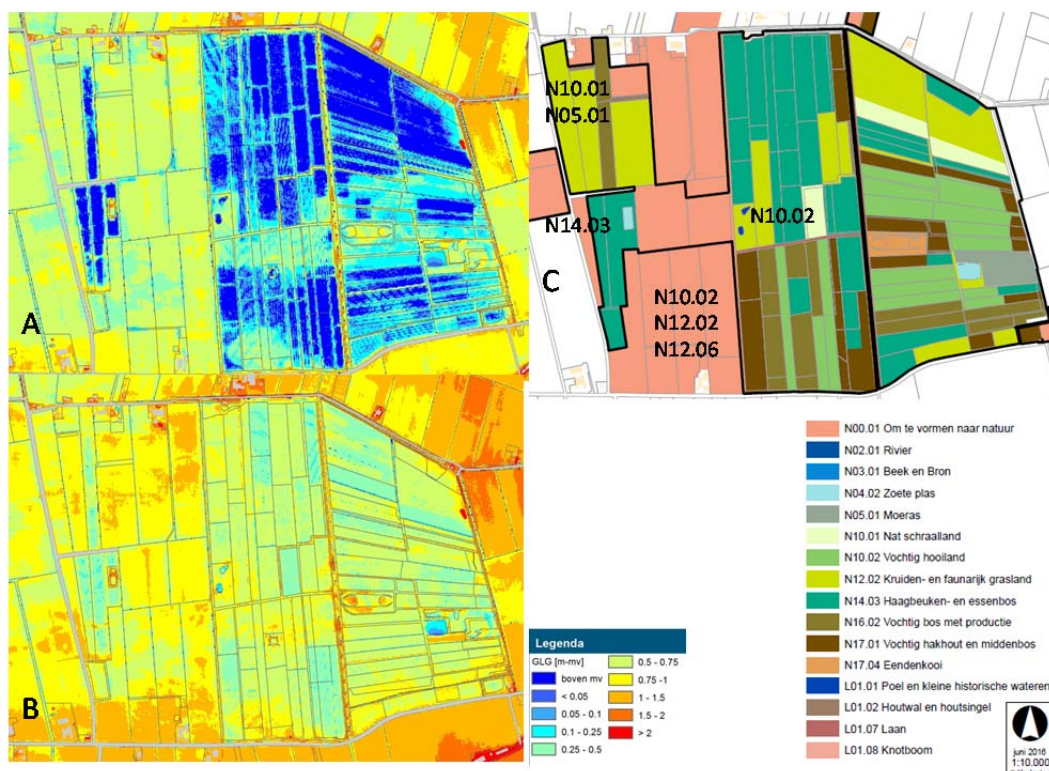 A
B
C
N10.01
N05.01
N14.03
N10.02
N10.02
N12.02
N12.06
Legenda
GLG [m-mv]
boven mv
< 0.05
0.05 - 0.1
0.1 - 0.25
0.25 - 0.5
0.5 - 0.75
0.75 - 1
1 - 1.5
1.5 - 2
> 2
N00.01 Om te vormen naar natuur
N02.01 Rivier
N03.01 Beek en Bron
N04.02 Zoete plas
N05.01 Moeras
N10.01 Nat schraalland
N10.02 Vochtig hooiland
N12.02 Kruiden- en faunarijk grasland
N14.03 Haagbeuken- en essenbos
N16.02 Vochtig bos met productie
N17.01 Vochtig hakhout en middenbos
N17.04 Eendenkooi
L01.01 Poel en kleine historische wateren
L01.02 Houtwal en houtsingel
L01.07 Laan
L01.08 Knotboom
juni 2016
1:10.000